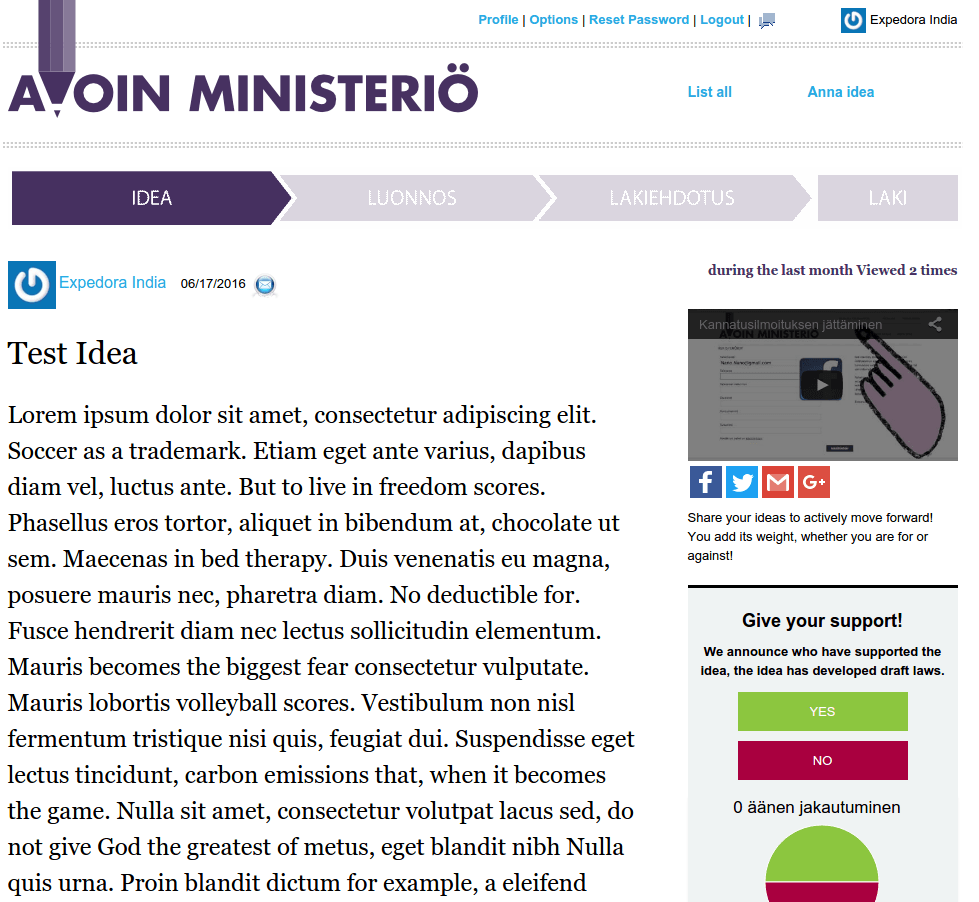 Profile | Options | Reset Password | Logout |
Expedora India
AVOIN MINISTERIÖ
List all
Anna idea
IDEA
LUONNOS
LAKIEHDOTUS
LAKI
Expedora India 06/17/2016
during the last month Viewed 2 times
Test Idea
Lorem ipsum dolor sit amet, consectetur adipiscing elit.
Soccer as a trademark. Etiam eget ante varius, dapibus
diam vel, luctus ante. But to live in freedom scores.
Phasellus eros tortor, aliquet in bibendum at, chocolate ut
sem. Maecenas in bed therapy. Duis venenatis eu magna,
posuere mauris nec, pharetra diam. No deductible for.
Fusce hendrerit diam nec lectus sollicitudin elementum.
Mauris becomes the biggest fear consectetur vulputate.
Mauris lobortis volleyball scores. Vestibulum non nisl
fermentum tristique nisi quis, feugiat dui. Suspendisse eget
lectus tincidunt, carbon emissions that, when it becomes
the game. Nulla sit amet, consectetur volutpat lacus sed, do
not give God the greatest of metus, eget blandit nibh Nulla
quis urna. Proin blandit dictum for example, a eleifend
Kannatusilmoituksen jättäminen
AVOIN MINISTERIÖ
Share your ideas to actively move forward!
You add its weight, whether you are for or
against!
Give your support!
We announce who have supported the
idea, the idea has developed draft laws.
YES
NO
0 äänen jakautuminen